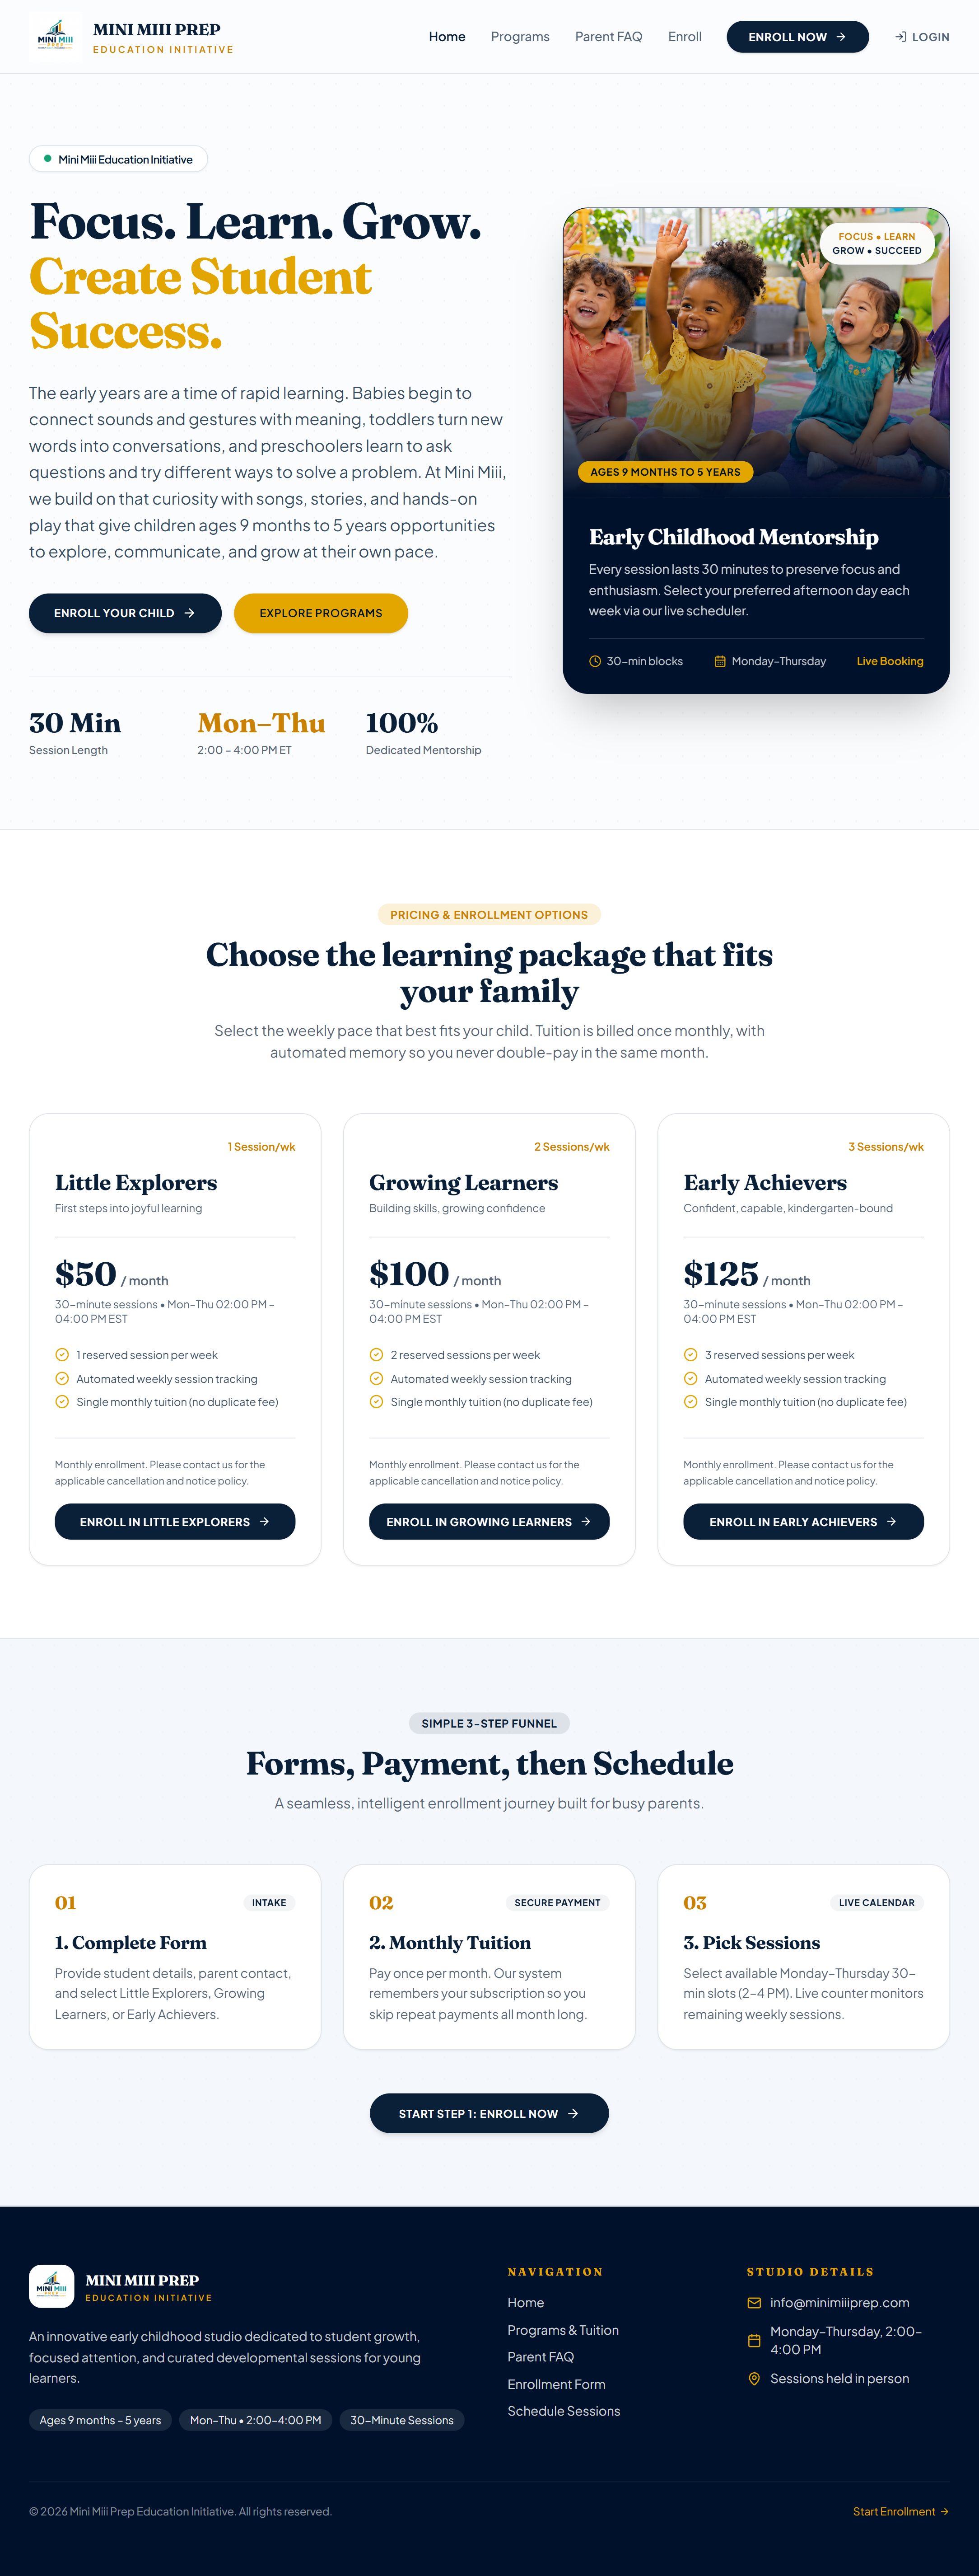 MINI MIII
PREP
MINI MIII PREP
EDUCATION INITIATIVE
Home
Programs
Parent FAQ
Enroll
ENROLL NOW →
LOGIN
Mini Miii Education Initiative
Focus. Learn. Grow.
Create Student
Success.
The early years are a time of rapid learning. Babies begin to
connect sounds and gestures with meaning, toddlers turn new
words into conversations, and preschoolers learn to ask
questions and try different ways to solve a problem. At Mini Miii,
we build on that curiosity with songs, stories, and hands-on
play that give children ages 9 months to 5 years opportunities
to explore, communicate, and grow at their own pace.
ENROLL YOUR CHILD →
EXPLORE PROGRAMS
30 Min
Session Length
Mon–Thu
2:00 – 4:00 PM ET
100%
Dedicated Mentorship
FOCUS • LEARN
GROW • SUCCEED
AGES 9 MONTHS TO 5 YEARS
Early Childhood Mentorship
Every session lasts 30 minutes to preserve focus and
enthusiasm. Select your preferred afternoon day each
week via our live scheduler.
30–min blocks
Monday–Thursday
Live Booking
PRICING & ENROLLMENT OPTIONS
Choose the learning package that fits
your family
Select the weekly pace that best fits your child. Tuition is billed once monthly, with
automated memory so you never double-pay in the same month.
1 Session/wk
Little Explorers
First steps into joyful learning
$50 / month
30–minute sessions • Mon–Thu 02:00 PM –
04:00 PM EST
1 reserved session per week
Automated weekly session tracking
Single monthly tuition (no duplicate fee)
Monthly enrollment. Please contact us for the
applicable cancellation and notice policy.
ENROLL IN LITTLE EXPLORERS →
2 Sessions/wk
Growing Learners
Building skills, growing confidence
$100 / month
30–minute sessions • Mon–Thu 02:00 PM –
04:00 PM EST
2 reserved sessions per week
Automated weekly session tracking
Single monthly tuition (no duplicate fee)
Monthly enrollment. Please contact us for the
applicable cancellation and notice policy.
ENROLL IN GROWING LEARNERS →
3 Sessions/wk
Early Achievers
Confident, capable, kindergarten-bound
$125 / month
30–minute sessions • Mon–Thu 02:00 PM –
04:00 PM EST
3 reserved sessions per week
Automated weekly session tracking
Single monthly tuition (no duplicate fee)
Monthly enrollment. Please contact us for the
applicable cancellation and notice policy.
ENROLL IN EARLY ACHIEVERS →
SIMPLE 3-STEP FUNNEL
Forms, Payment, then Schedule
A seamless, intelligent enrollment journey built for busy parents.
01
INTAKE
1. Complete Form
Provide student details, parent contact,
and select Little Explorers, Growing
Learners, or Early Achievers.
02
SECURE PAYMENT
2. Monthly Tuition
Pay once per month. Our system
remembers your subscription so you
skip repeat payments all month long.
03
LIVE CALENDAR
3. Pick Sessions
Select available Monday–Thursday 30–
min slots (2–4 PM). Live counter monitors
remaining weekly sessions.
START STEP 1: ENROLL NOW →
MINI MIII
PREP
MINI MIII PREP
EDUCATION INITIATIVE
An innovative early childhood studio dedicated to student growth,
focused attention, and curated developmental sessions for young
learners.
Ages 9 months – 5 years
Mon–Thu • 2:00–4:00 PM
30–Minute Sessions
NAVIGATION
Home
Programs & Tuition
Parent FAQ
Enrollment Form
Schedule Sessions
STUDIO DETAILS
info@minimiiiprep.com
Monday–Thursday, 2:00–
4:00 PM
Sessions held in person
© 2026 Mini Miii Prep Education Initiative. All rights reserved.
Start Enrollment →